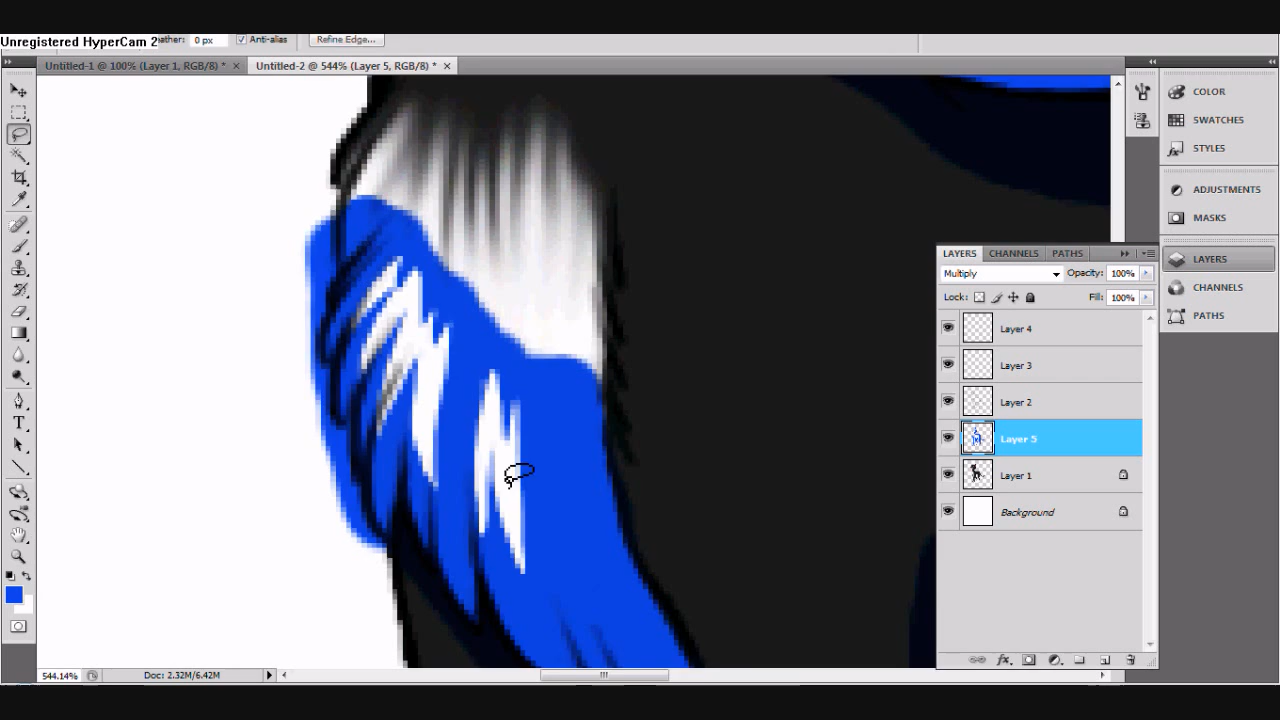 Unregistered HyperCam 2
ather: 0 px Anti-alias Refine Edge...
Untitled-1 @ 100% (Layer 1, RGB/8) * × Untitled-2 @ 544% (Layer 5, RGB/8) * ×
COLOR
SWATCHES
STYLES
ADJUSTMENTS
MASKS
LAYERS
CHANNELS
PATHS
LAYERS CHANNELS PATHS
Multiply Opacity: 100%
Lock: Fill: 100%
Layer 4
Layer 3
Layer 2
Layer 5
Layer 1
Background
544.14% Doc: 2.32M/6.42M